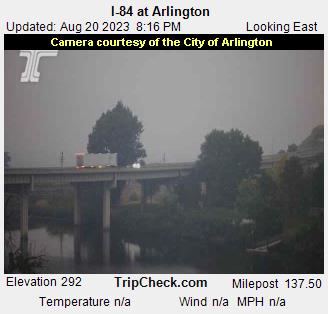 I-84 at Arlington
Updated: Aug 20 2023 8:16 PM Looking East
Camera courtesy of the City of Arlington
Elevation 292 TripCheck.com Milepost 137.50
Temperature n/a Wind n/a MPH n/a